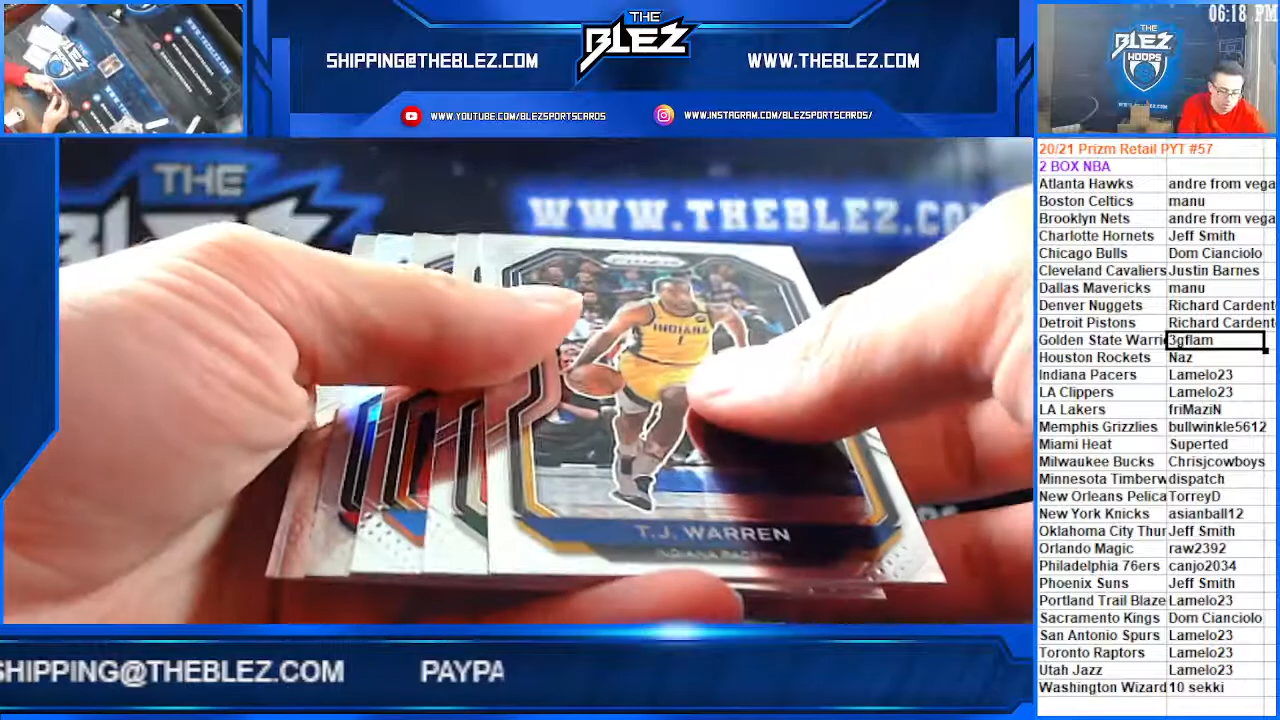 06:18 PM
THE
BLEZ
SHIPPING@THEBLEZ.COM
WWW.THEBLEZ.COM
WWW.YOUTUBE.COM/BLEZSPORTSCARDS
WWW.INSTAGRAM.COM/BLEZSPORTSCARDS/
THE
BLEZ
HOOPS
20/21 Prizm Retail PYT #57
2 BOX NBA
Atlanta Hawks andre from vega
Boston Celtics manu
Brooklyn Nets andre from vega
Charlotte Hornets Jeff Smith
Chicago Bulls Dom Cianciolo
Cleveland Cavaliers Justin Barnes
Dallas Mavericks manu
Denver Nuggets Richard Cardent
Detroit Pistons Richard Cardent
Golden State Warri 3gflam
Houston Rockets Naz
Indiana Pacers Lamelo23
LA Clippers Lamelo23
LA Lakers friMaziN
Memphis Grizzlies bullwinkle5612
Miami Heat Superted
Milwaukee Bucks Chrisjcowboys
Minnesota Timberw dispatch
New Orleans Pelica TorreyD
New York Knicks asianball12
Oklahoma City Thur Jeff Smith
Orlando Magic raw2392
Philadelphia 76ers canjo2034
Phoenix Suns Jeff Smith
Portland Trail Blaze Lamelo23
Sacramento Kings Dom Cianciolo
San Antonio Spurs Lamelo23
Toronto Raptors Lamelo23
Utah Jazz Lamelo23
Washington Wizard 10 sekki
THE
WWW.THEBLEZ.CO
PRIZM
INDIANA
1
T.J. WARREN
INDIANA PACERS
SHIPPING@THEBLEZ.COM PAYPA